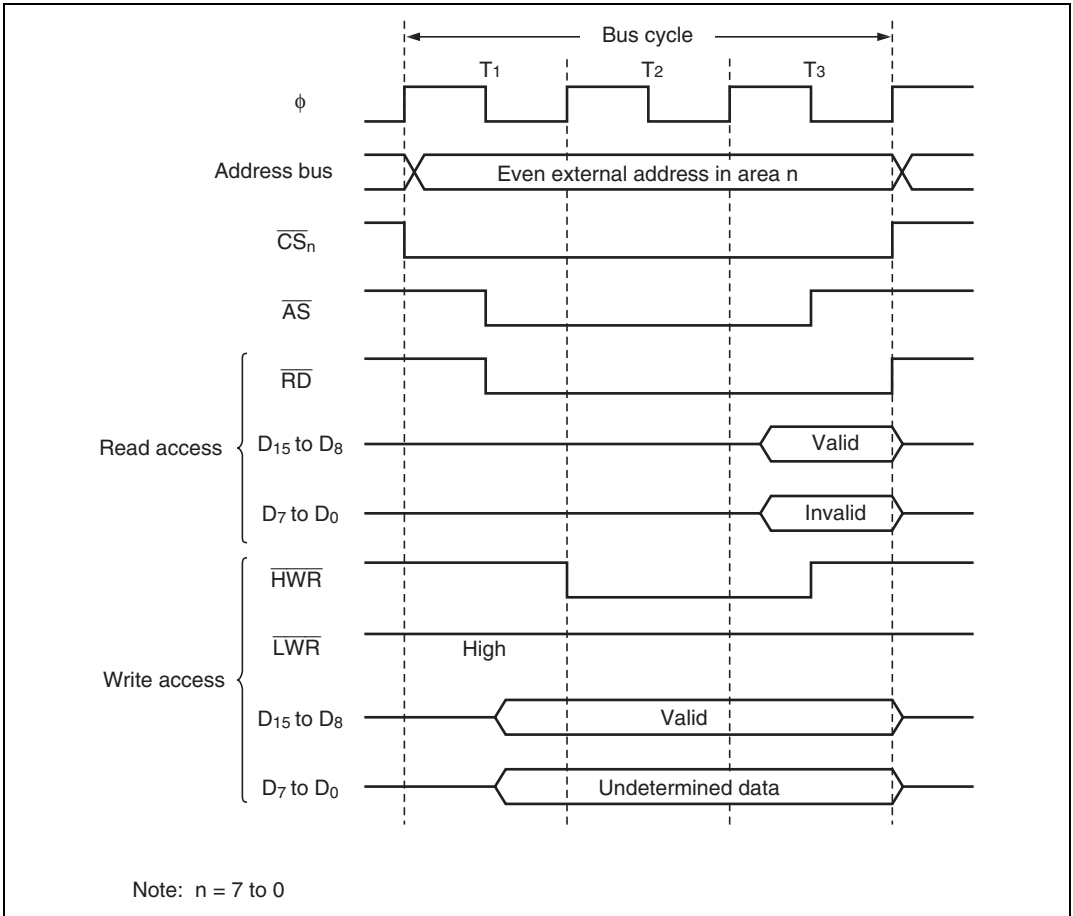 Bus cycle
T1 T2 T3
ϕ
Address bus Even external address in area n
CSn
AS
RD
Read access
D15 to D8 Valid
D7 to D0 Invalid
HWR
LWR High
Write access
D15 to D8 Valid
D7 to D0 Undetermined data
Note: n = 7 to 0